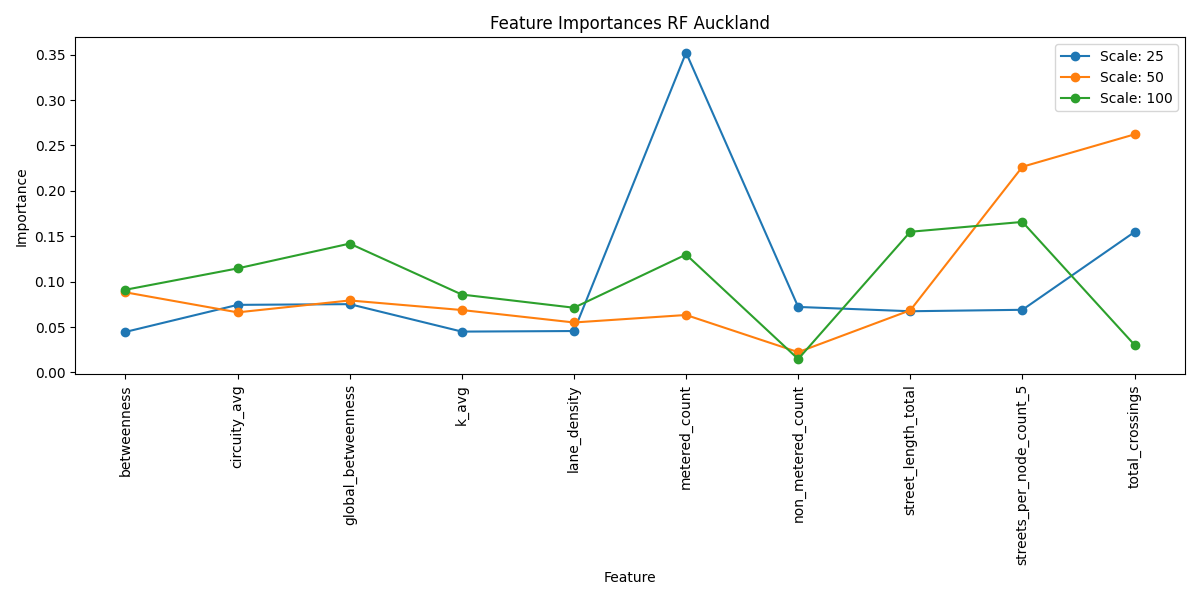 Feature Importances RF Auckland
Scale: 25
Scale: 50
Scale: 100
Importance
0.35
0.30
0.25
0.20
0.15
0.10
0.05
0.00
betweenness
circuity_avg
global_betweenness
k_avg
lane_density
metered_count
non_metered_count
street_length_total
streets_per_node_count_5
total_crossings
Feature